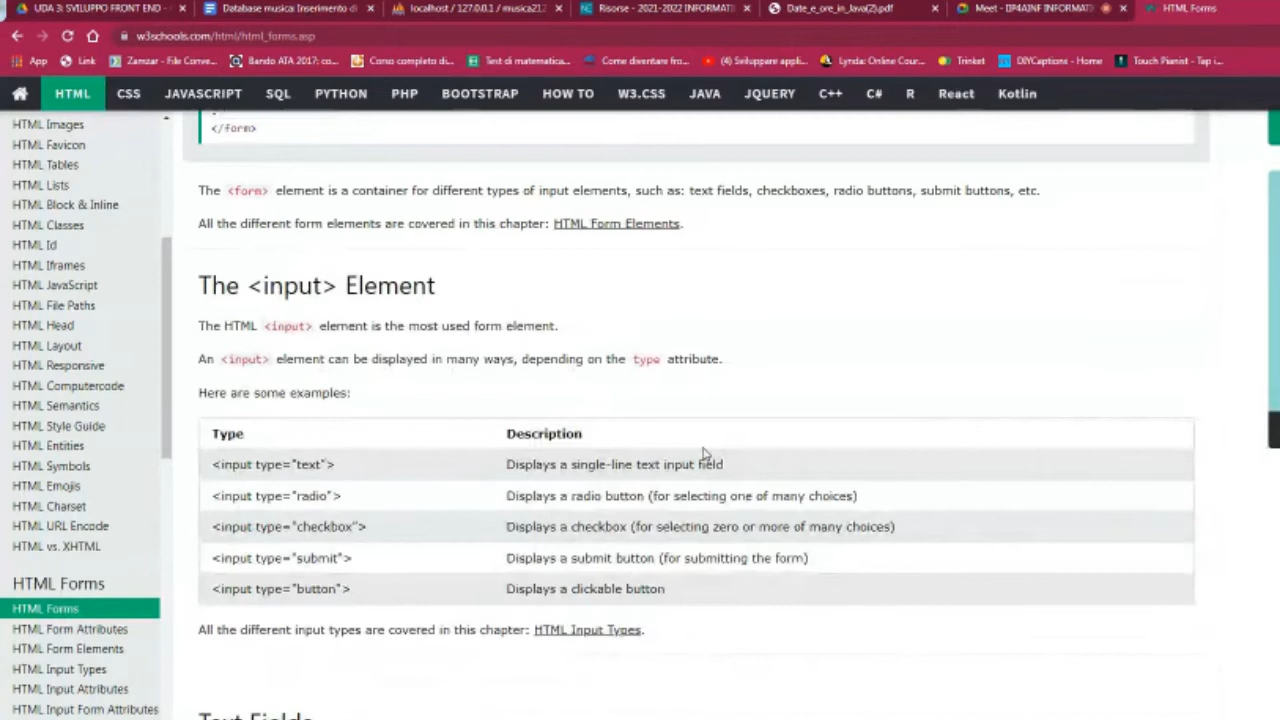 UDA 3: SVILUPPO FRONT END -
Database musica: Inserimento di
localhost / 127.0.0.1 / musica21
Risorse - 2021-2022 INFORMATI
Date_e_ore_in_Java(2).pdf
Meet - IIP4AINF INFORMATI
HTML Forms
w3schools.com/html/html_forms.asp
App
Link
Zamzar - File Conve...
Bando ATA 2017: co...
Corso completo di...
Test di matematica...
Come diventare fro...
(4) Sviluppare appli...
Lynda: Online Cour...
Trinket
DIYCaptions - Home
Touch Pianist - Tap i...
HTML
CSS
JAVASCRIPT
SQL
PYTHON
PHP
BOOTSTRAP
HOW TO
W3.CSS
JAVA
JQUERY
C++
C#
R
React
Kotlin
HTML Images
HTML Favicon
HTML Tables
HTML Lists
HTML Block & Inline
HTML Classes
HTML Id
HTML Iframes
HTML JavaScript
HTML File Paths
HTML Head
HTML Layout
HTML Responsive
HTML Computercode
HTML Semantics
HTML Style Guide
HTML Entities
HTML Symbols
HTML Emojis
HTML Charset
HTML URL Encode
HTML vs. XHTML
HTML Forms
HTML Forms
HTML Form Attributes
HTML Form Elements
HTML Input Types
HTML Input Attributes
HTML Input Form Attributes
</form>
The <form> element is a container for different types of input elements, such as: text fields, checkboxes, radio buttons, submit buttons, etc.
All the different form elements are covered in this chapter: HTML Form Elements.
The <input> Element
The HTML <input> element is the most used form element.
An <input> element can be displayed in many ways, depending on the type attribute.
Here are some examples:
Type Description
<input type="text"> Displays a single-line text input field
<input type="radio"> Displays a radio button (for selecting one of many choices)
<input type="checkbox"> Displays a checkbox (for selecting zero or more of many choices)
<input type="submit"> Displays a submit button (for submitting the form)
<input type="button"> Displays a clickable button
All the different input types are covered in this chapter: HTML Input Types.
Text Fields